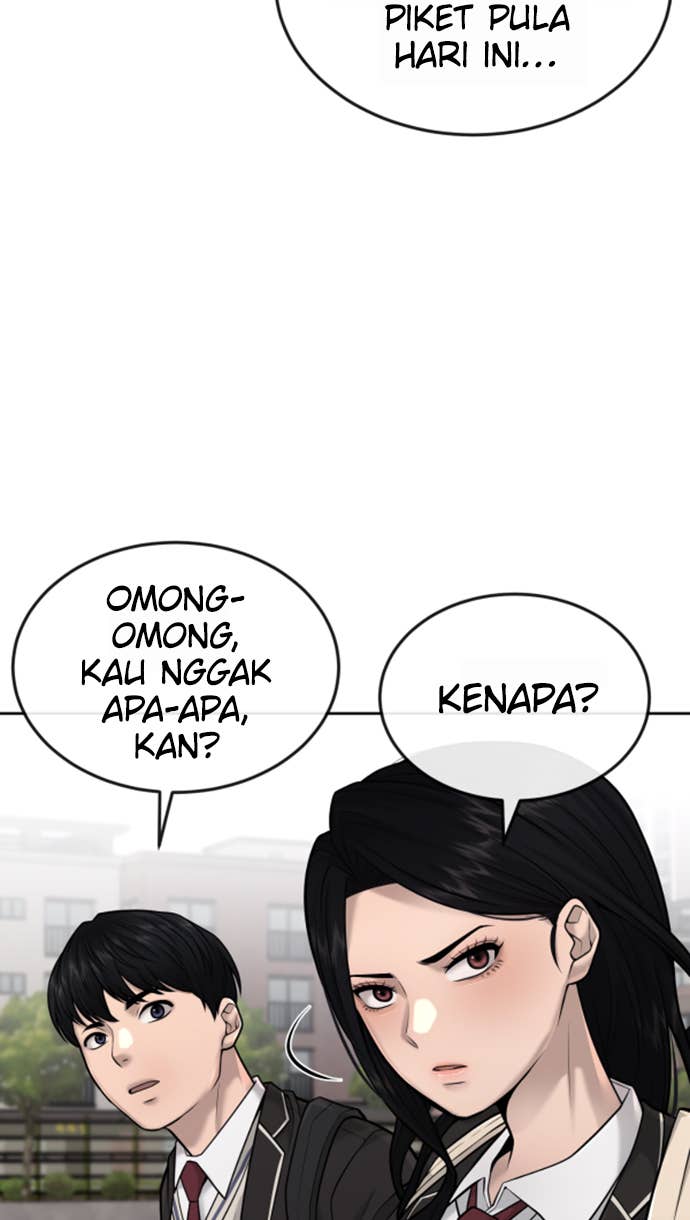 PIKET PULA
HARI INI...
OMONG-
OMONG,
KAU NGGAK
APA-APA,
KAN?
KENAPA?